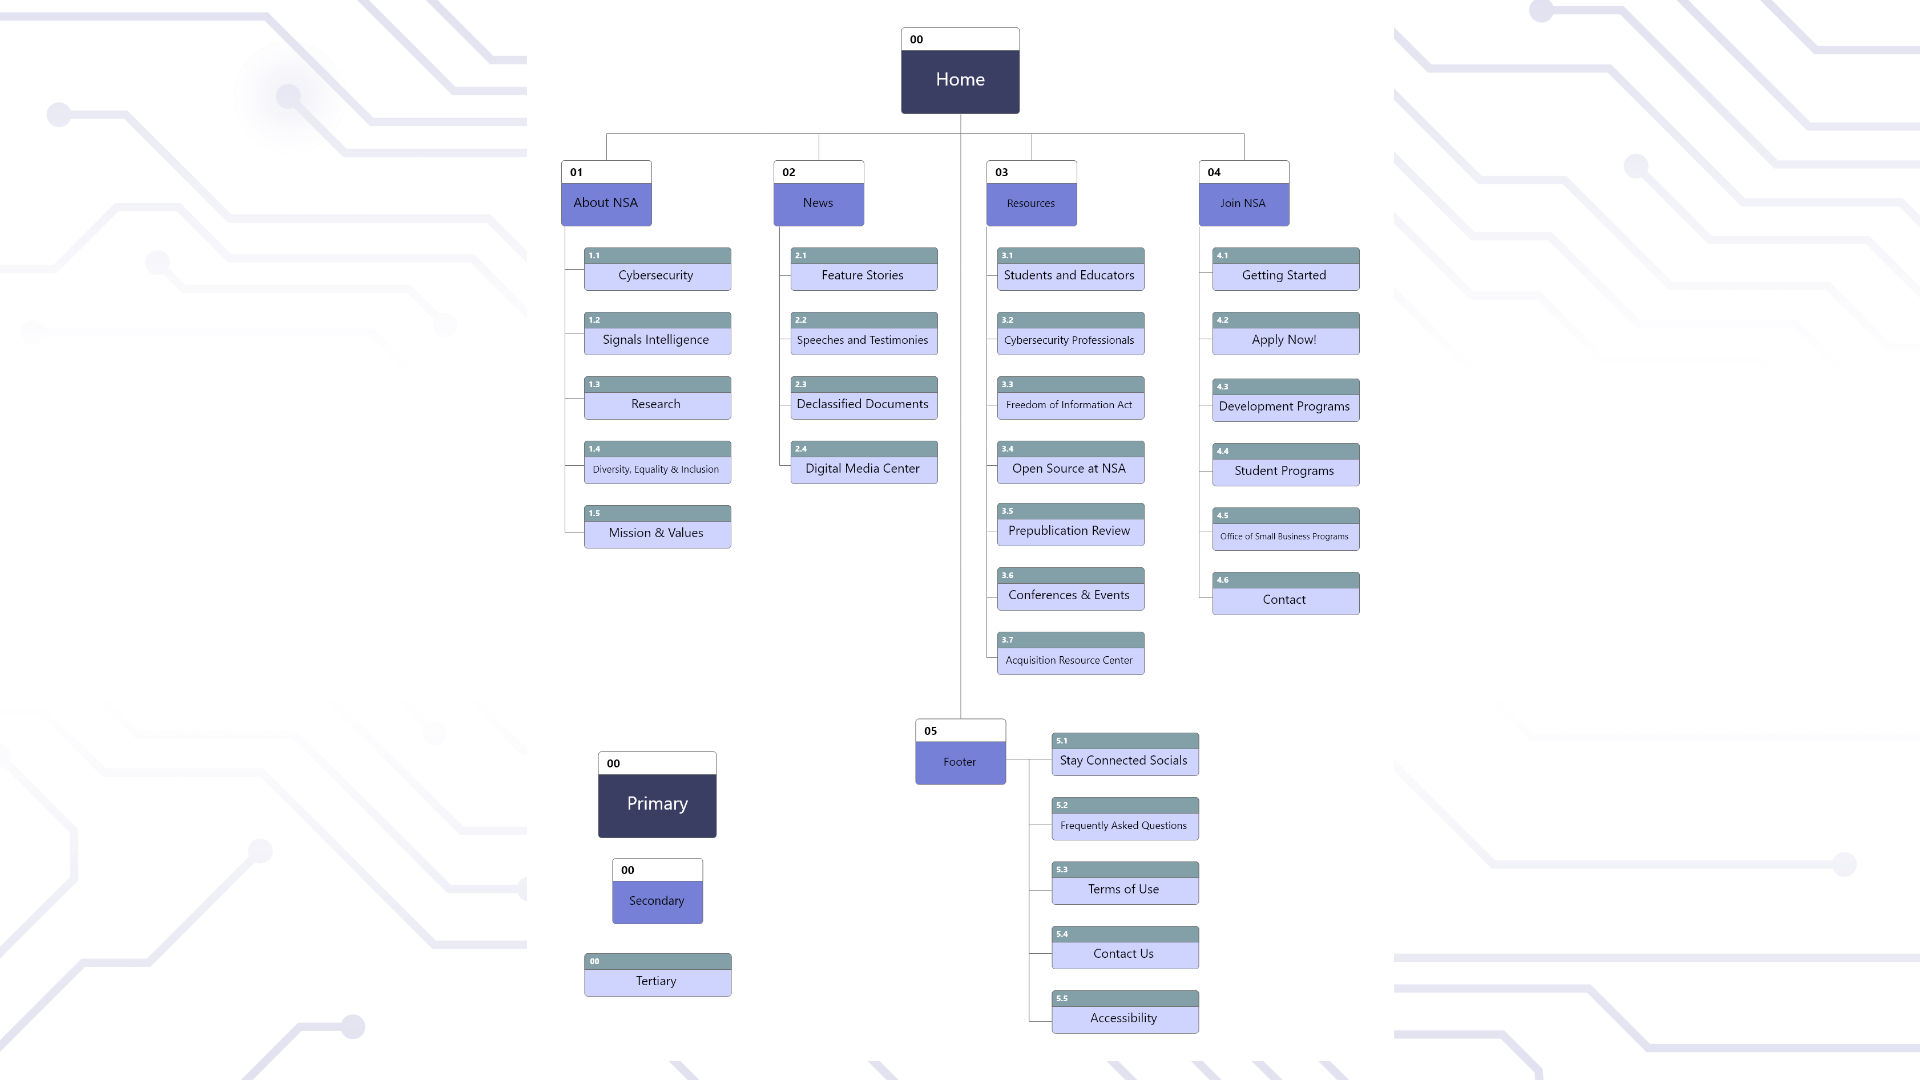 00
Home
01
About NSA
02
News
03
Resources
04
Join NSA
1.1
Cybersecurity
1.2
Signals Intelligence
1.3
Research
1.4
Diversity, Equality & Inclusion
1.5
Mission & Values
2.1
Feature Stories
2.2
Speeches and Testimonies
2.3
Declassified Documents
2.4
Digital Media Center
3.1
Students and Educators
3.2
Cybersecurity Professionals
3.3
Freedom of Information Act
3.4
Open Source at NSA
3.5
Prepublication Review
3.6
Conferences & Events
3.7
Acquisition Resource Center
4.1
Getting Started
4.2
Apply Now!
4.3
Development Programs
4.4
Student Programs
4.5
Office of Small Business Programs
4.6
Contact
05
Footer
5.1
Stay Connected Socials
5.2
Frequently Asked Questions
5.3
Terms of Use
5.4
Contact Us
5.5
Accessibility
00
Primary
00
Secondary
00
Tertiary